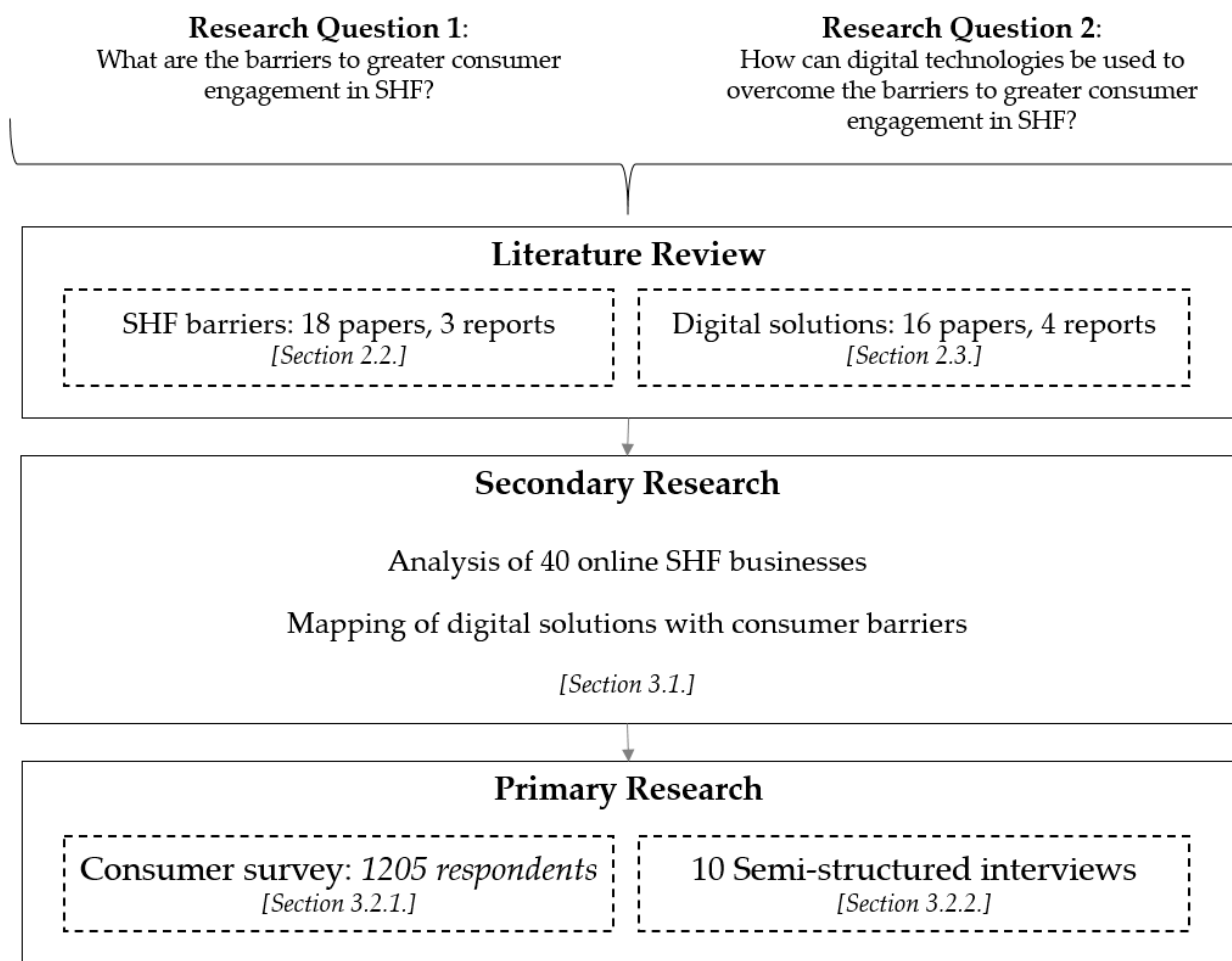 Research Question 1:
What are the barriers to greater consumer
engagement in SHF?
Research Question 2:
How can digital technologies be used to
overcome the barriers to greater consumer
engagement in SHF?
Literature Review
SHF barriers: 18 papers, 3 reports
[Section 2.2.]
Digital solutions: 16 papers, 4 reports
[Section 2.3.]
Secondary Research
Analysis of 40 online SHF businesses
Mapping of digital solutions with consumer barriers
[Section 3.1.]
Primary Research
Consumer survey: 1205 respondents
[Section 3.2.1.]
10 Semi-structured interviews
[Section 3.2.2.]